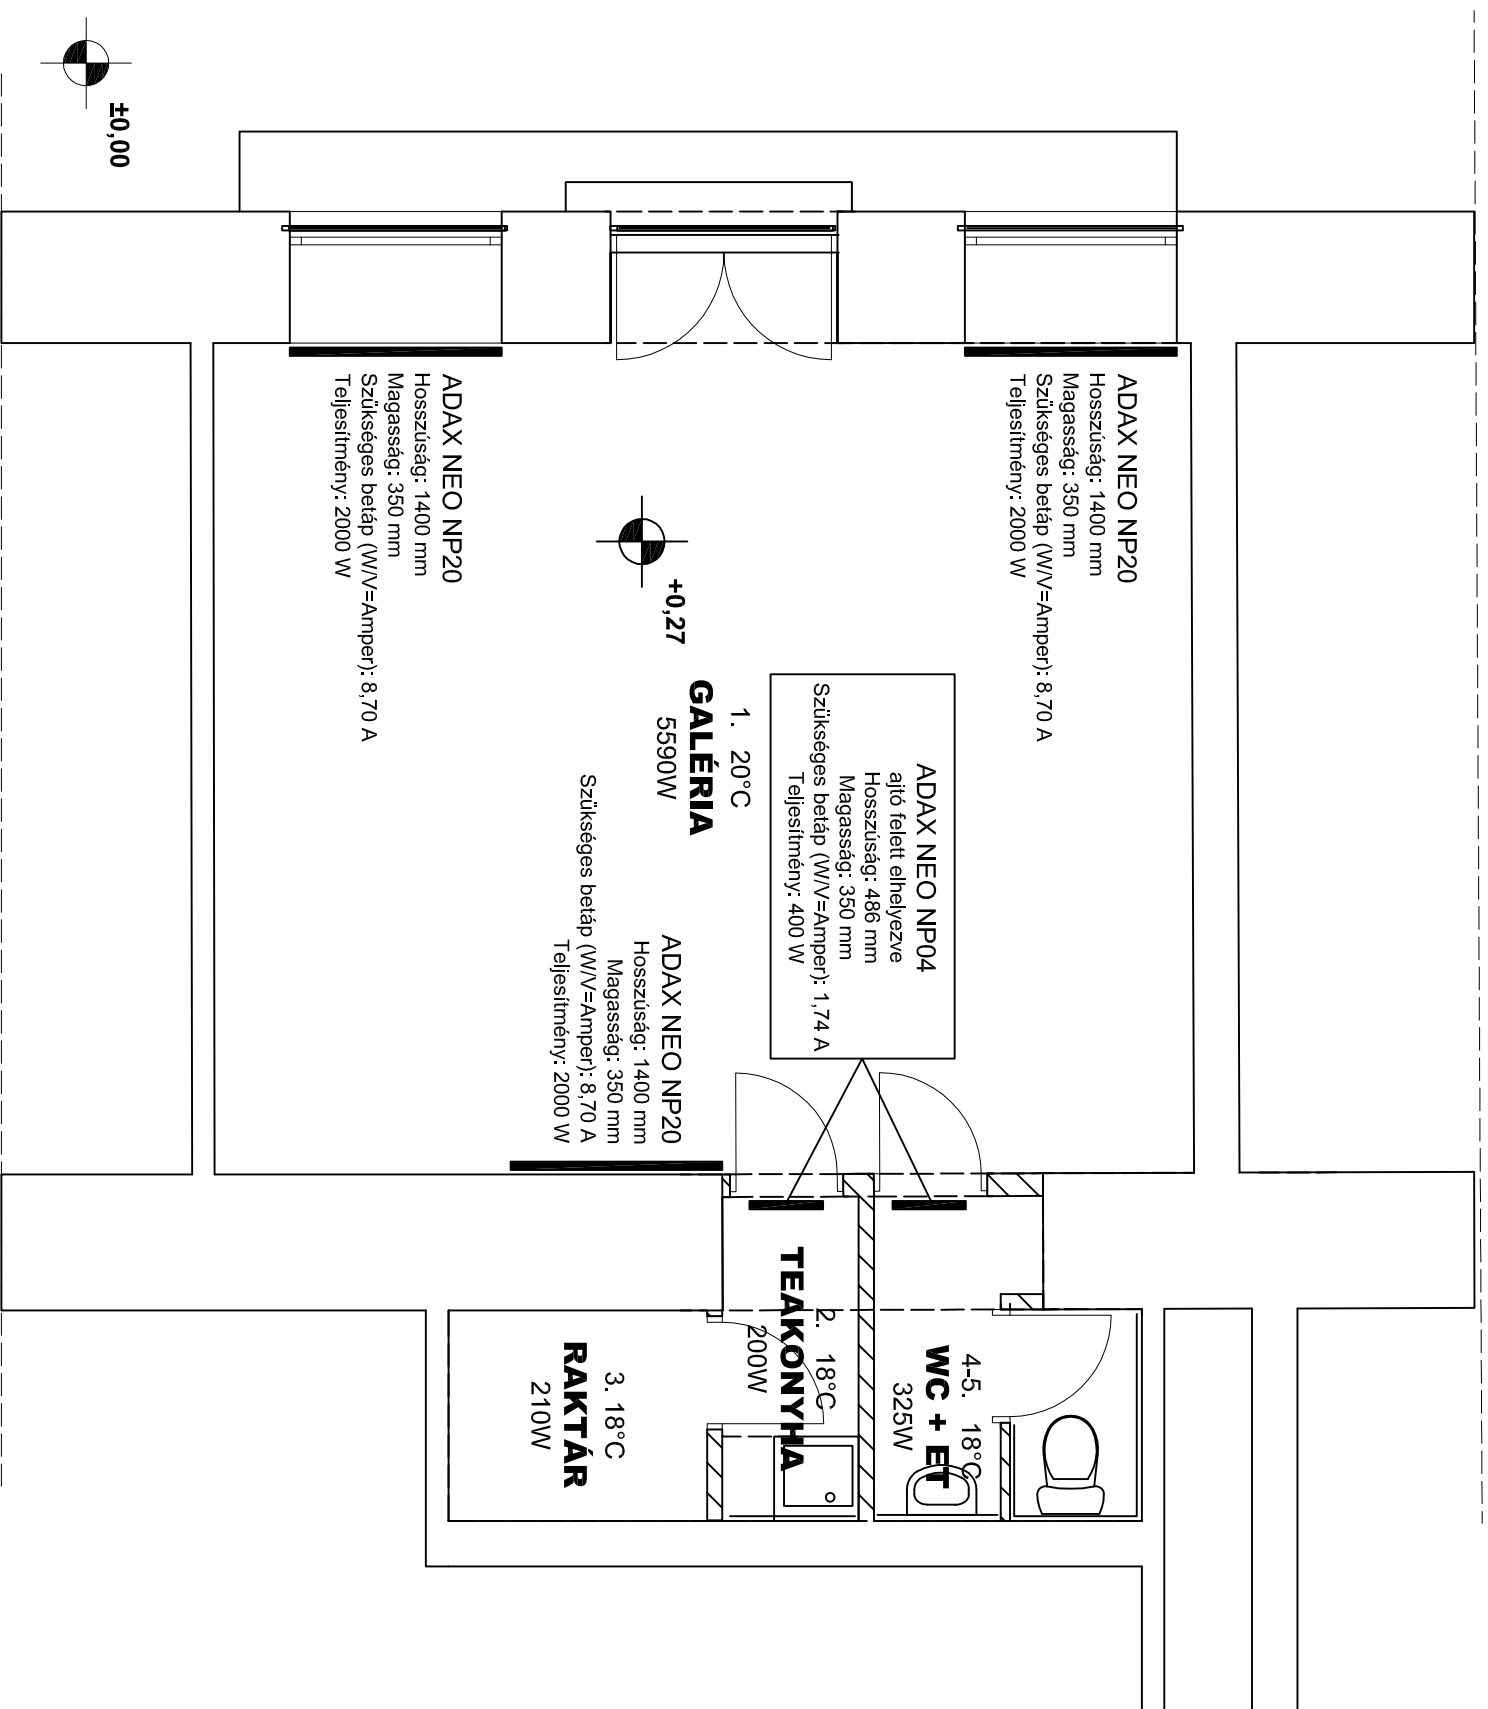 ±0,00
ADAX NEO NP20
Hosszúság: 1400 mm
Magasság: 350 mm
Szükséges betáp (W/V=Amper): 8,70 A
Teljesítmény: 2000 W
ADAX NEO NP20
Hosszúság: 1400 mm
Magasság: 350 mm
Szükséges betáp (W/V=Amper): 8,70 A
Teljesítmény: 2000 W
+0,27
1. 20°C
GALÉRIA
5590W
ADAX NEO NP04
ajtó felett elhelyezve
Hosszúság: 486 mm
Magasság: 350 mm
Szükséges betáp (W/V=Amper): 1,74 A
Teljesítmény: 400 W
ADAX NEO NP20
Hosszúság: 1400 mm
Magasság: 350 mm
Szükséges betáp (W/V=Amper): 8,70 A
Teljesítmény: 2000 W
4-5. 18°C
WC + ET
325W
2. 18°C
TEAKONYHA
200W
3. 18°C
RAKTÁR
210W